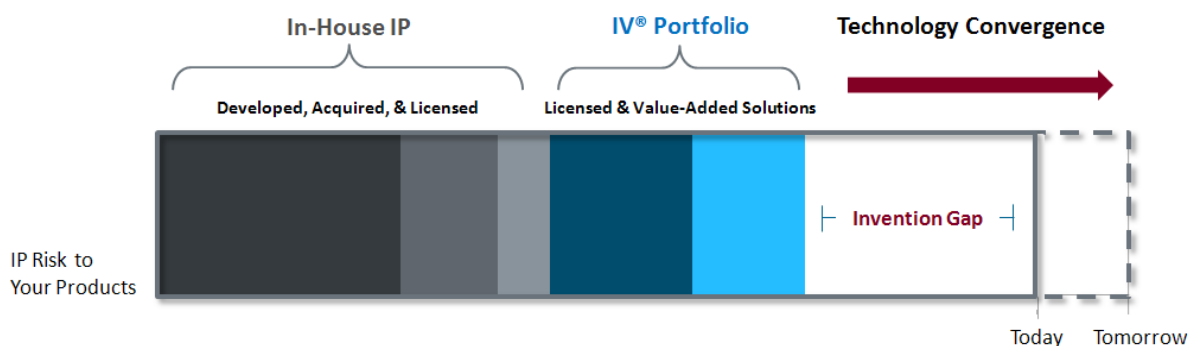 In-House IP
IV® Portfolio
Technology Convergence
Developed, Acquired, & Licensed
Licensed & Value-Added Solutions
Invention Gap
IP Risk to
Your Products
Today
Tomorrow